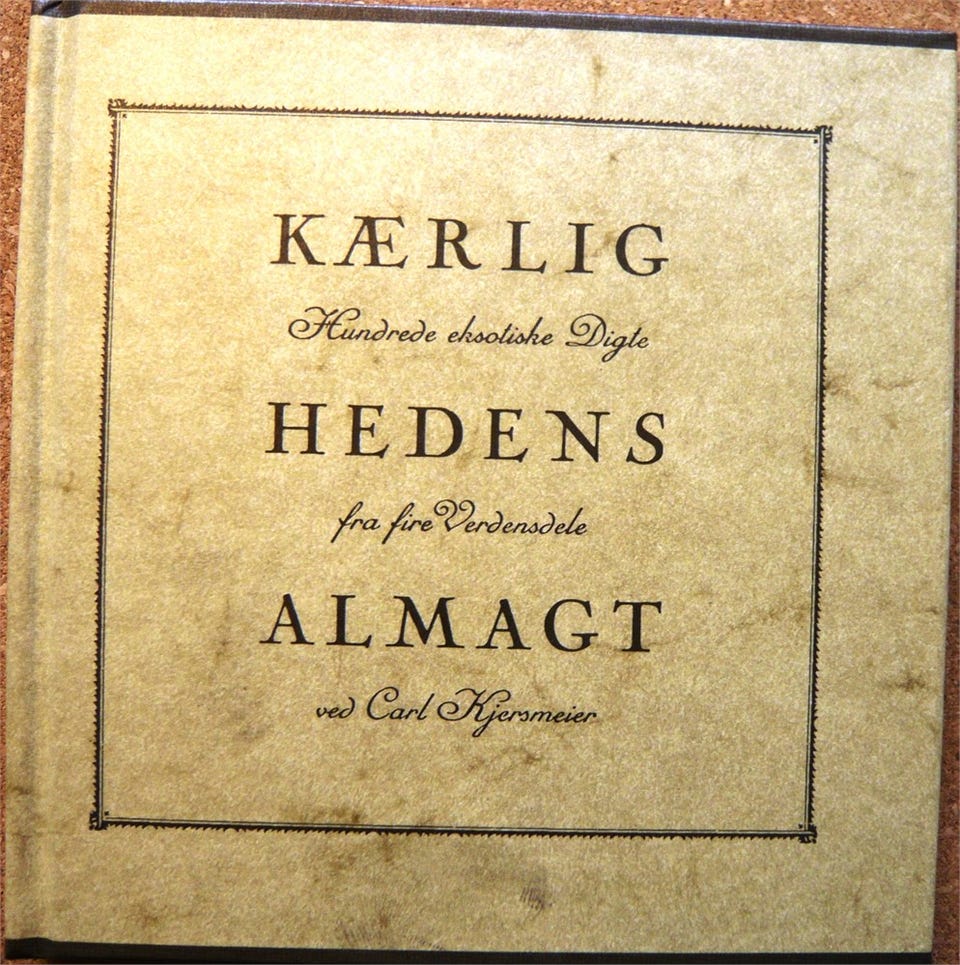 KÆRLIG
Hundrede eksotiske Digte
HEDENS
fra fire Verdensdele
ALMAGT
ved Carl Kjersmeier